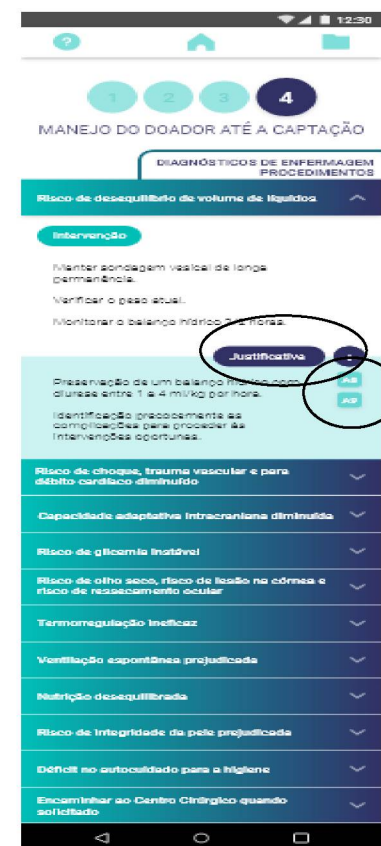 12:30
?
1 2 3 4
MANEJO DO DOADOR ATÉ A CAPTAÇÃO
DIAGNÓSTICOS DE ENFERMAGEM
PROCEDIMENTOS
Risco de desequilíbrio de volume de líquidos
Intervenção
Manter sondagem vesical de longa
permanência.
Verificar o peso atual.
Monitorar o balanço hídrico horas.
Justificativa
Preservação de um balanço hídrico com
diurese entre 1 a 4 ml/kg por hora.
A8
A9
Identificação precocemente as
complicações para proceder às
intervenções oportunas.
Risco de choque, trauma vascular e para
débito cardíaco diminuído
Capacidade adaptativa intracraniana diminuída
Risco de glicemia instável
Risco de olho seco, risco de lesão na córnea e
risco de ressecamento ocular
Termorregulação ineficaz
Ventilação espontânea prejudicada
Nutrição desequilibrada
Risco de integridade da pele prejudicada
Déficit no autocuidado para a higiene
Encaminhar ao Centro Cirúrgico quando
solicitado